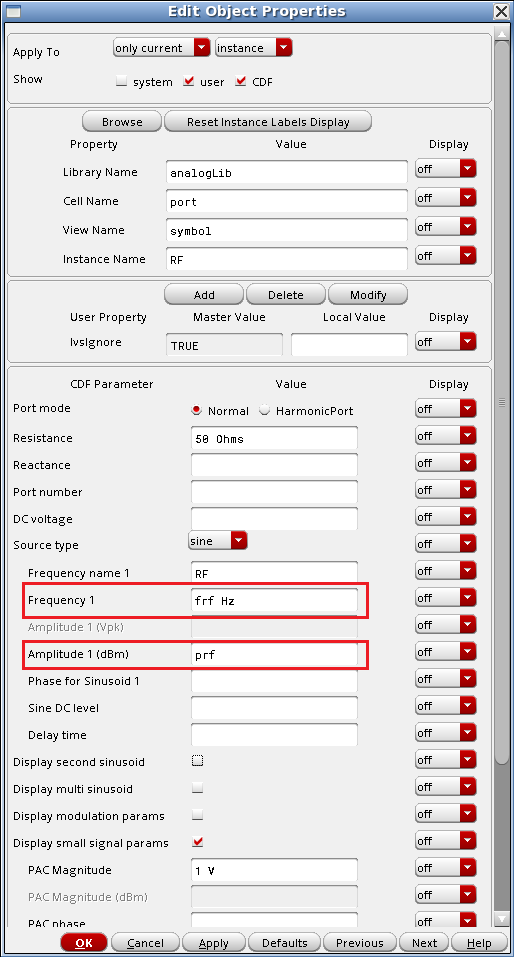 Edit Object Properties
Apply To only current instance
Show system user CDF
Browse Reset Instance Labels Display
Property Value Display
Library Name analogLib off
Cell Name port off
View Name symbol off
Instance Name RF off
Add Delete Modify
User Property Master Value Local Value Display
lvsIgnore TRUE off
CDF Parameter Value Display
Port mode Normal HarmonicPort off
Resistance 50 Ohms off
Reactance off
Port number off
DC voltage off
Source type sine off
Frequency name 1 RF off
Frequency 1 frf Hz off
Amplitude 1 (Vpk) off
Amplitude 1 (dBm) prf off
Phase for Sinusoid 1 off
Sine DC level off
Delay time off
Display second sinusoid off
Display multi sinusoid off
Display modulation params off
Display small signal params off
PAC Magnitude 1 V off
PAC Magnitude (dBm) off
PAC phase off
OK Cancel Apply Defaults Previous Next Help